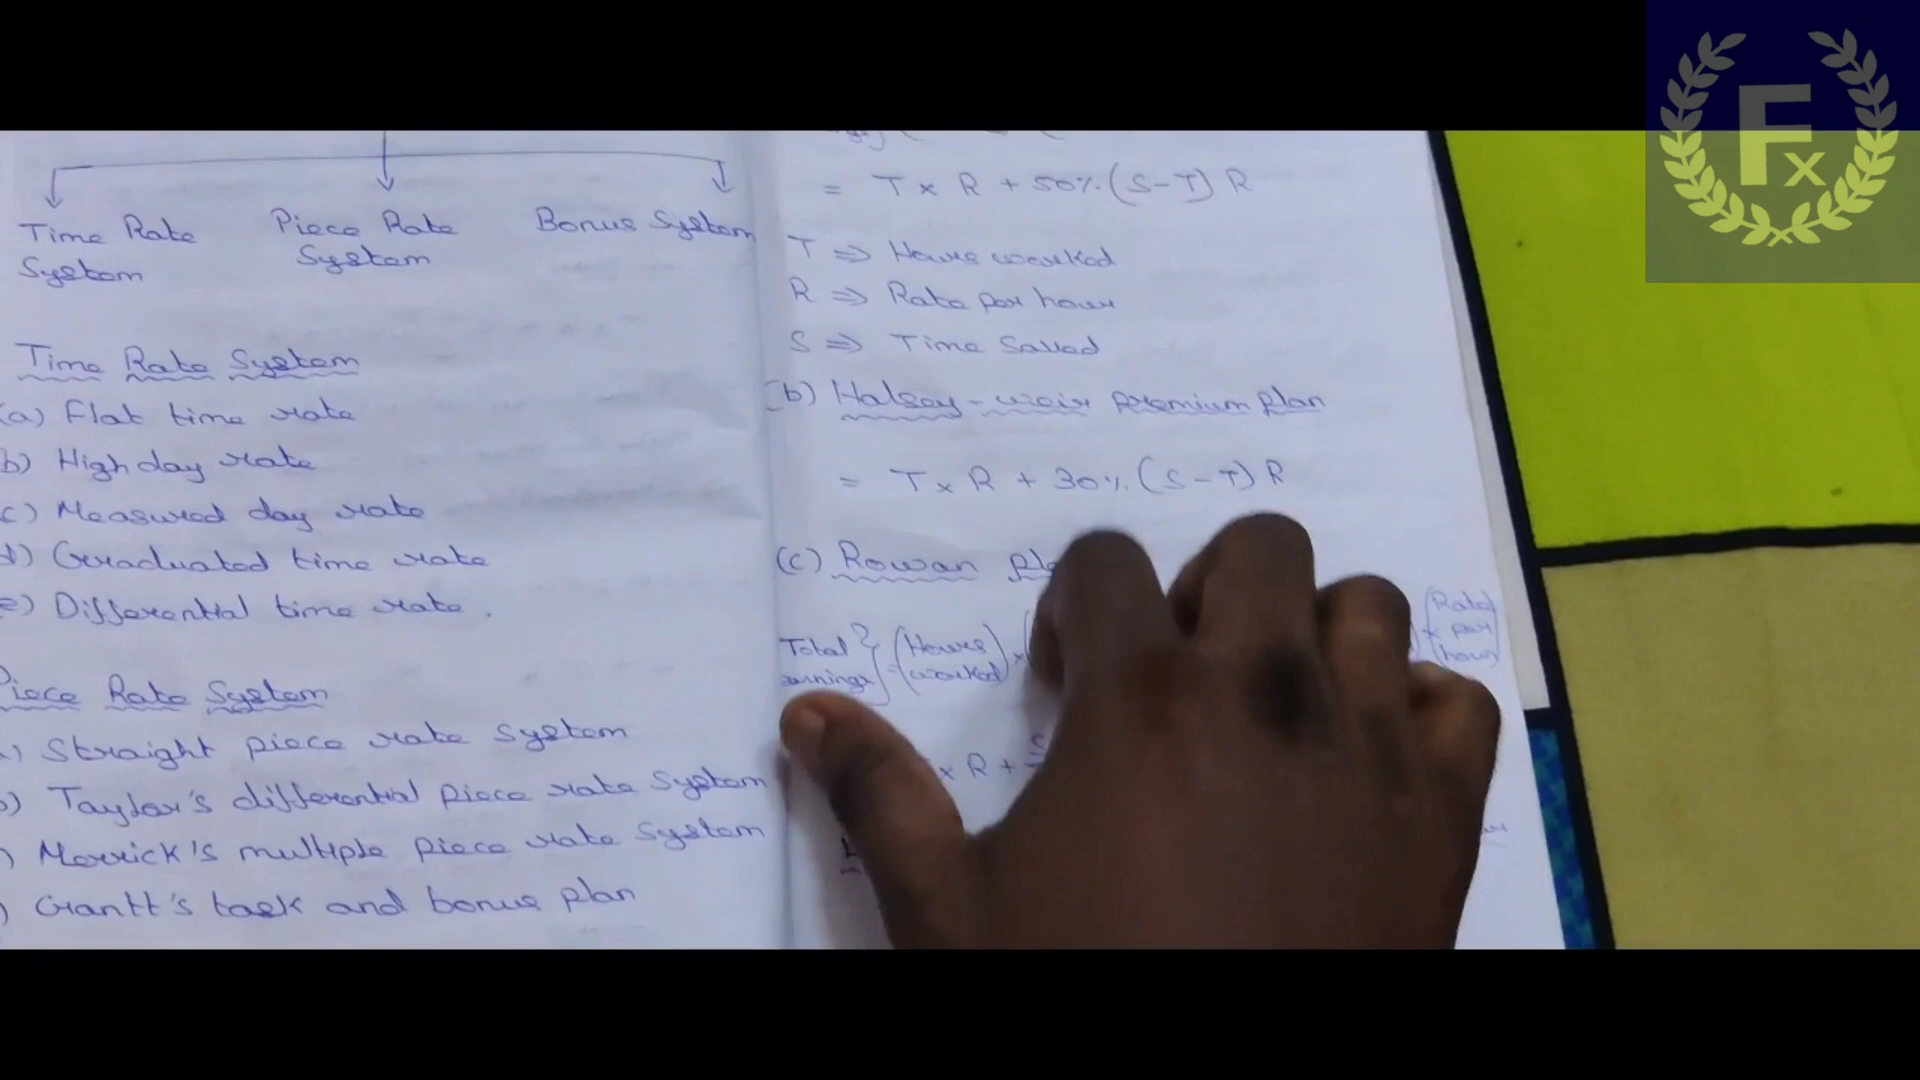 Time Rate
System
Piece Rate
System
Bonus System
Time Rate System
(a) Flat time rate
b) High day rate
c) Measured day rate
d) Graduated time rate
e) Differential time rate.
Piece Rate System
) Straight piece rate system
b) Taylor's differential piece rate system
) Merrick's multiple piece rate system
) Gantt's task and bonus plan
= T x R + 50% (S-T) R
T => Hours worked
R => Rate per hour
S => Time Saved
(b) Halsey - weir premium plan
= T x R + 30% (S-T) R
(c) Rowan
Total
earnings
(Hours
worked) x
(Rate
x per
hour)
x R +
Fx